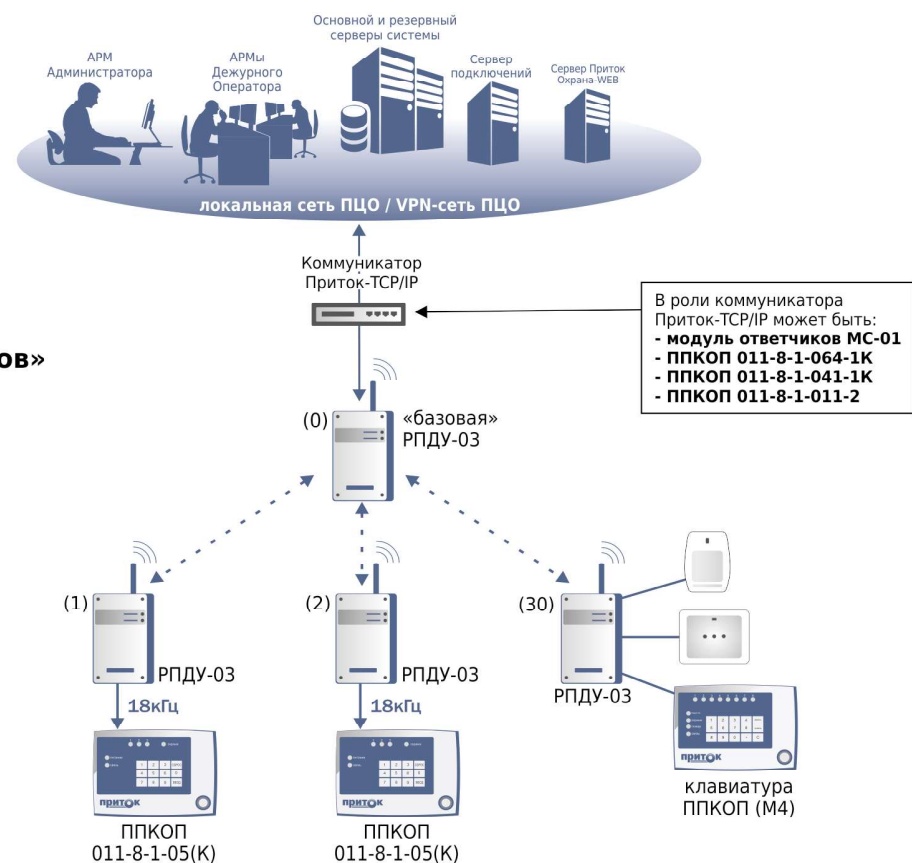 Основной и резервный
серверы системы
АРМ
Администратора
АРМы
Дежурного
Оператора
Сервер
подключений
Сервер Приток
Охрана-WEB
локальная сеть ПЦО / VPN-сеть ПЦО
Коммуникатор
Приток-TCP/IP
В роли коммуникатора
Приток-TCP/IP может быть:
- модуль ответчиков МС-01
- ППКОП 011-8-1-064-1К
- ППКОП 011-8-1-041-1К
- ППКОП 011-8-1-011-2
ов»
(0)
«базовая»
РПДУ-03
(1)
РПДУ-03
18кГц
приток
ППКОП
011-8-1-05(К)
(2)
РПДУ-03
18кГц
приток
ППКОП
011-8-1-05(К)
(30)
РПДУ-03
приток
клавиатура
ППКОП (М4)